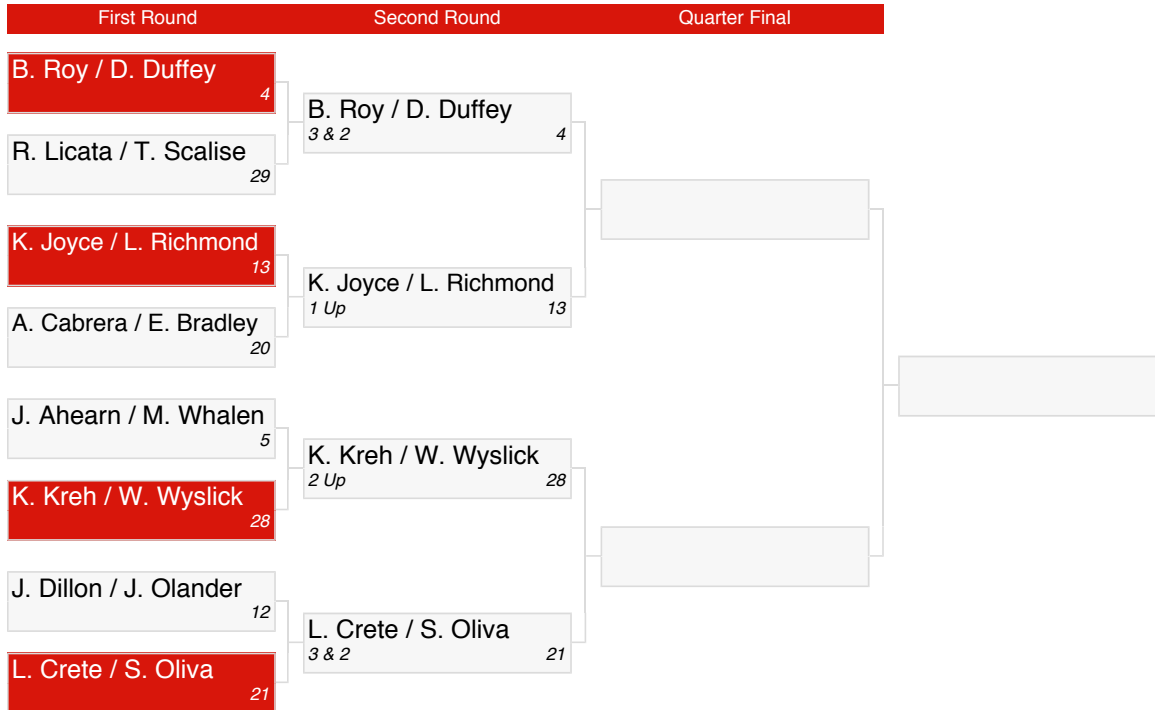 First Round
Second Round
Quarter Final
B. Roy / D. Duffey
4
R. Licata / T. Scalise
29
K. Joyce / L. Richmond
13
A. Cabrera / E. Bradley
20
J. Ahearn / M. Whalen
5
K. Kreh / W. Wyslick
28
J. Dillon / J. Olander
12
L. Crete / S. Oliva
21
B. Roy / D. Duffey
3 & 2 4
K. Joyce / L. Richmond
1 Up 13
K. Kreh / W. Wyslick
2 Up 28
L. Crete / S. Oliva
3 & 2 21